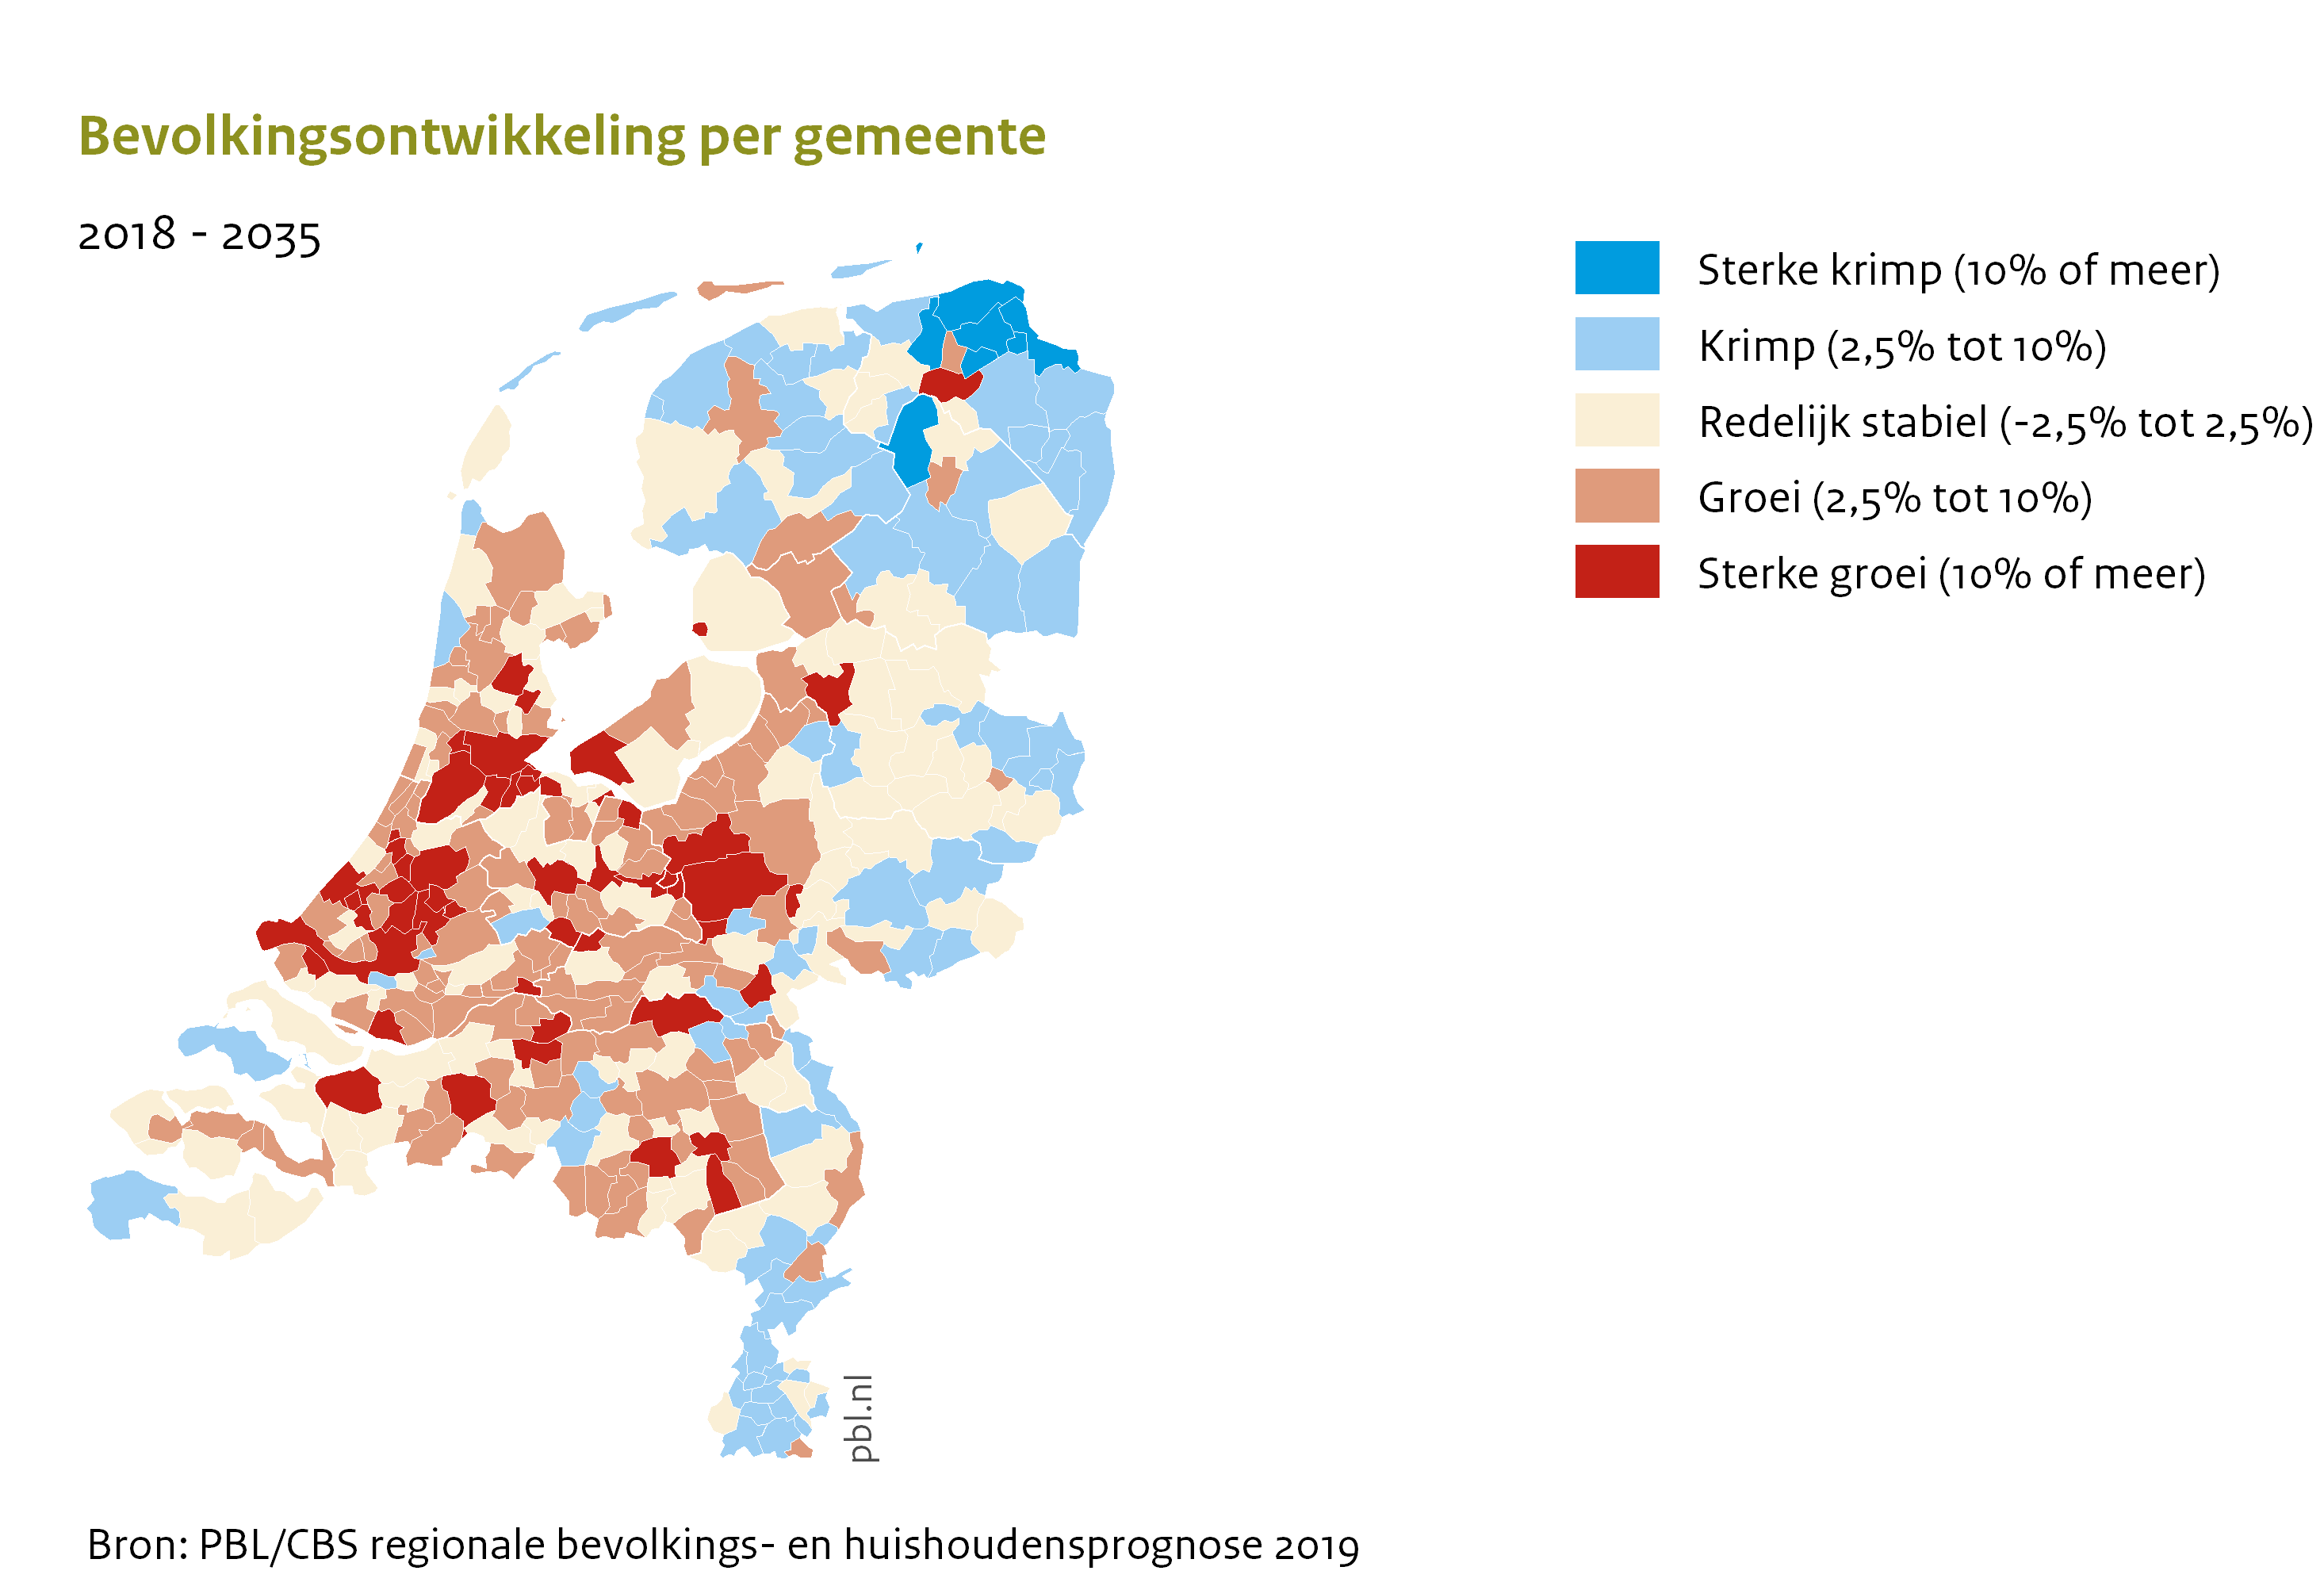 Bevolkingsontwikkeling per gemeente
2018 - 2035
Sterke krimp (10% of meer)
Krimp (2,5% tot 10%)
Redelijk stabiel (-2,5% tot 2,5%)
Groei (2,5% tot 10%)
Sterke groei (10% of meer)
pbl.nl
Bron: PBL/CBS regionale bevolkings- en huishoudensprognose 2019